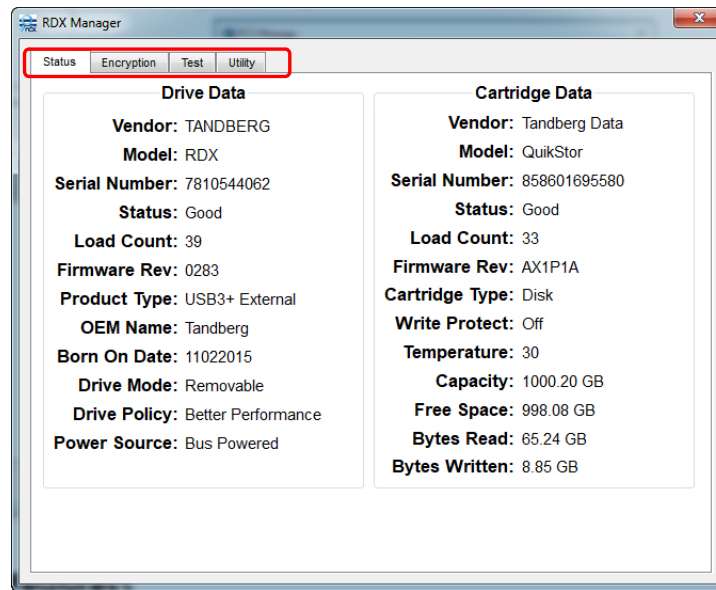 RDX Manager
Status Encryption Test Utility
Drive Data
Vendor: TANDBERG
Model: RDX
Serial Number: 7810544062
Status: Good
Load Count: 39
Firmware Rev: 0283
Product Type: USB3+ External
OEM Name: Tandberg
Born On Date: 11022015
Drive Mode: Removable
Drive Policy: Better Performance
Power Source: Bus Powered
Cartridge Data
Vendor: Tandberg Data
Model: QuikStor
Serial Number: 858601695580
Status: Good
Load Count: 33
Firmware Rev: AX1P1A
Cartridge Type: Disk
Write Protect: Off
Temperature: 30
Capacity: 1000.20 GB
Free Space: 998.08 GB
Bytes Read: 65.24 GB
Bytes Written: 8.85 GB